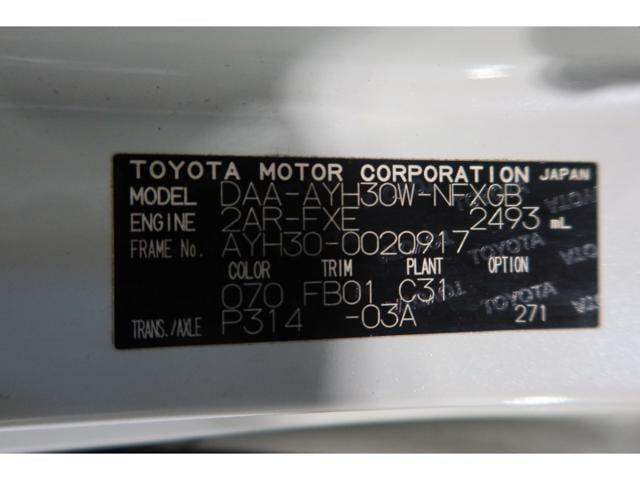 TOYOTA MOTOR CORPORATION JAPAN
MODEL DAA-AYH30W-NFXGB
ENGINE 2AR-FXE 2493 mL
FRAME No. AYH30-0020917
COLOR TRIM PLANT OPTION
070 FB01 C31
TRANS./AXLE P314 -03A 271